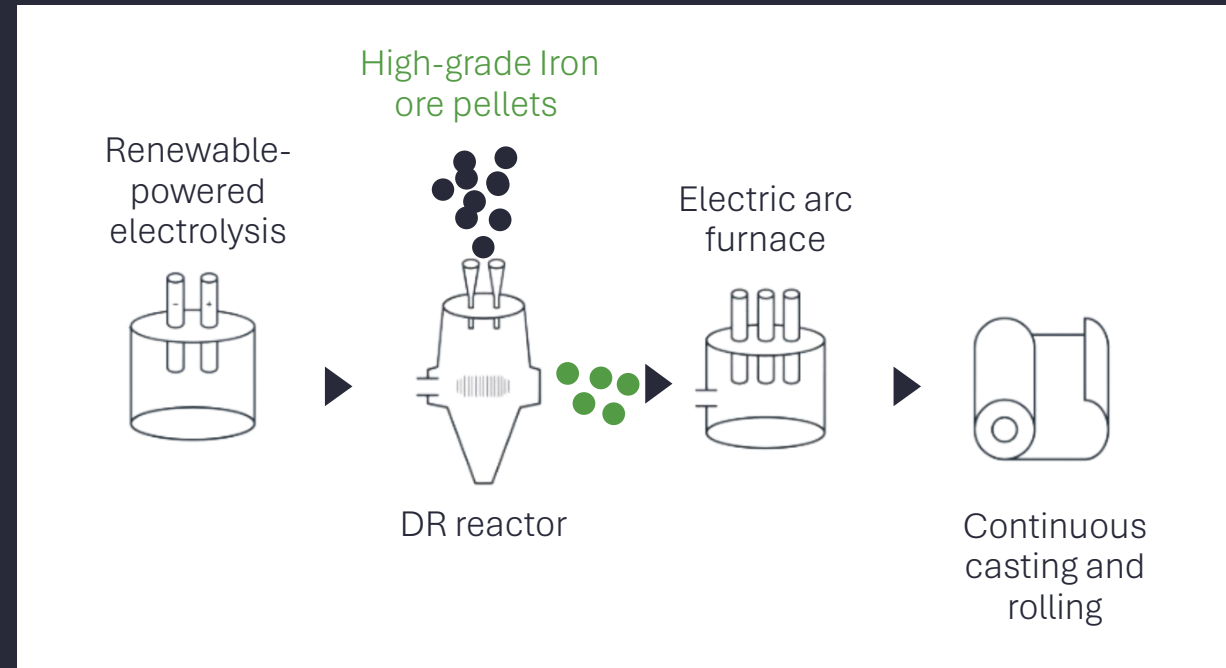 High-grade Iron
ore pellets
Renewable-
powered
electrolysis
-
+
Electric arc
furnace
DR reactor
Continuous
casting and
rolling